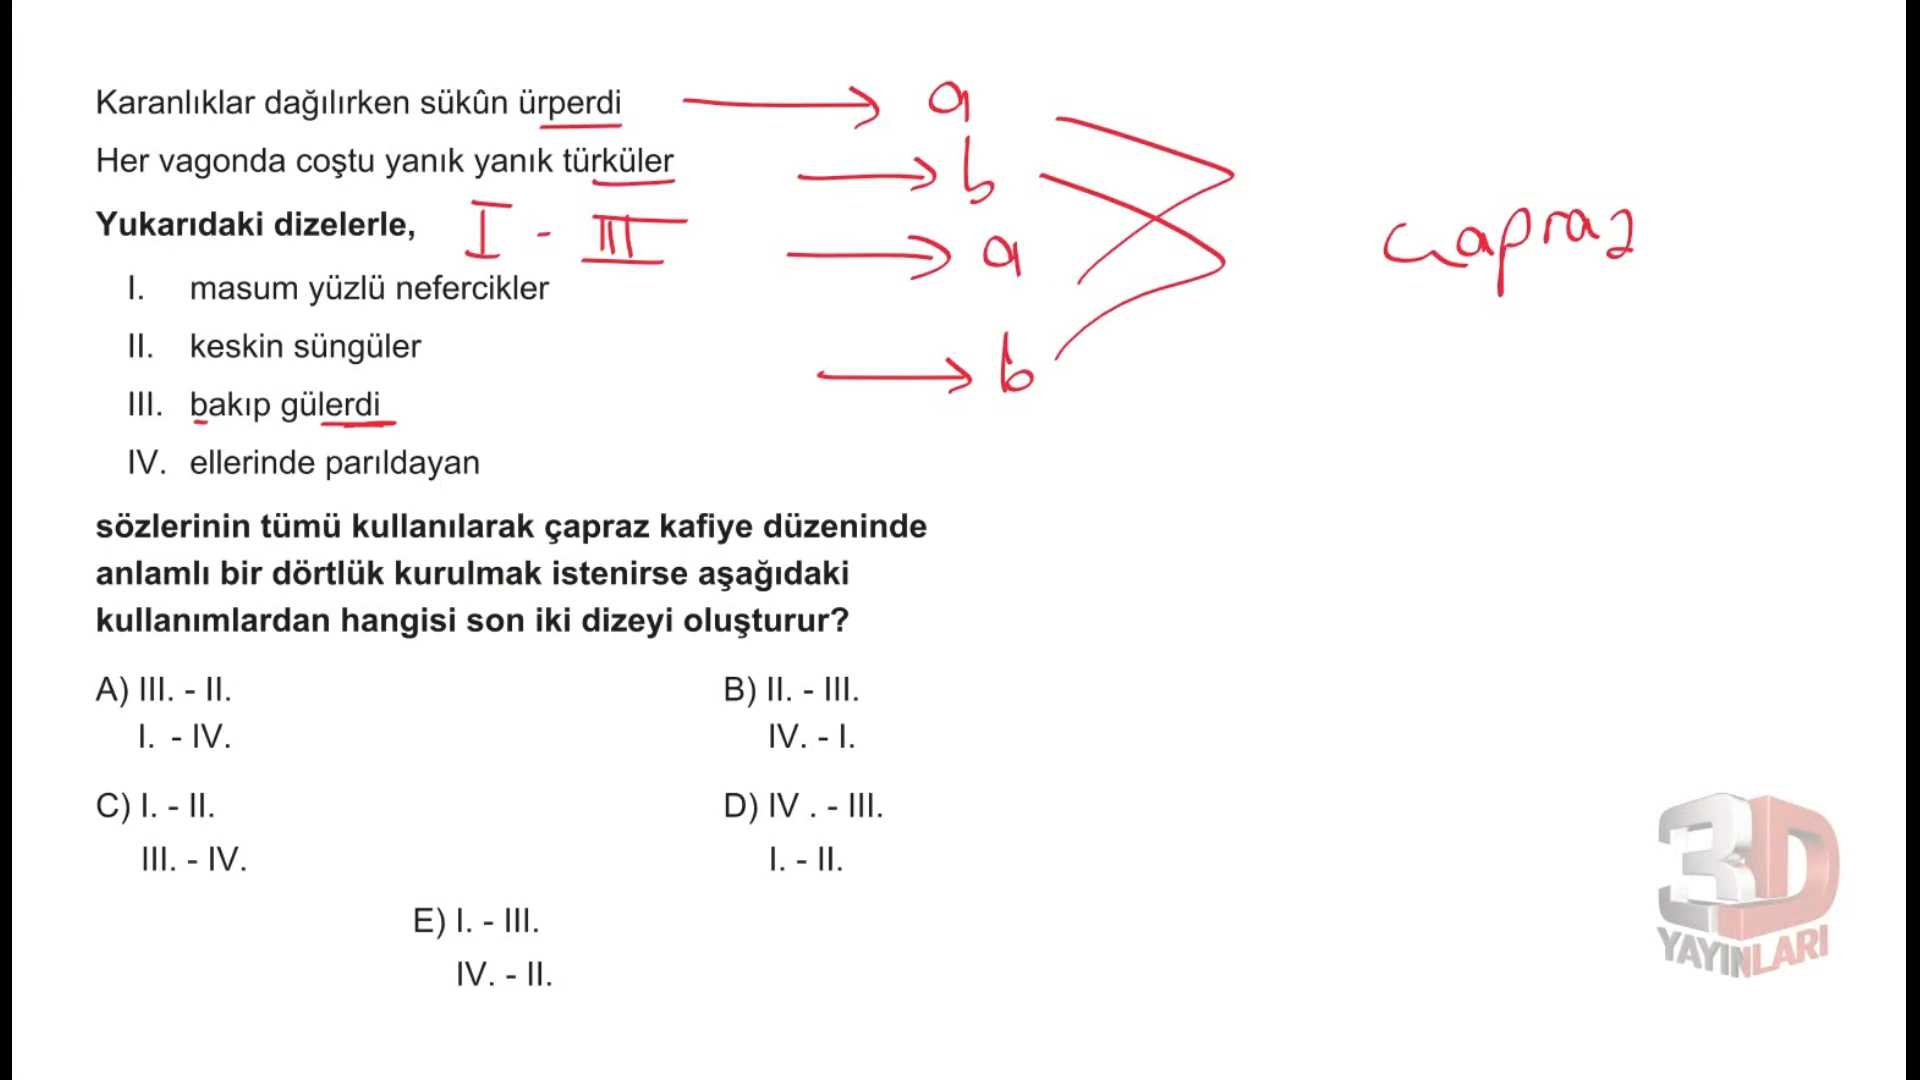 Karanlıklar dağılırken sükûn ürperdi
a
Her vagonda coştu yanık yanık türküler
b
Yukarıdaki dizelerle,
I - III
a
çapraz
I. masum yüzlü nefercikler
II. keskin süngüler
b
III. bakıp gülerdi
IV. ellerinde parıldayan
sözlerinin tümü kullanılarak çapraz kafiye düzeninde
anlamlı bir dörtlük kurulmak istenirse aşağıdaki
kullanımlardan hangisi son iki dizeyi oluşturur?
A) III. - II.
I. - IV.
B) II. - III.
IV. - I.
C) I. - II.
III. - IV.
D) IV . - III.
I. - II.
E) I. - III.
IV. - II.
3D
YAYINLARI